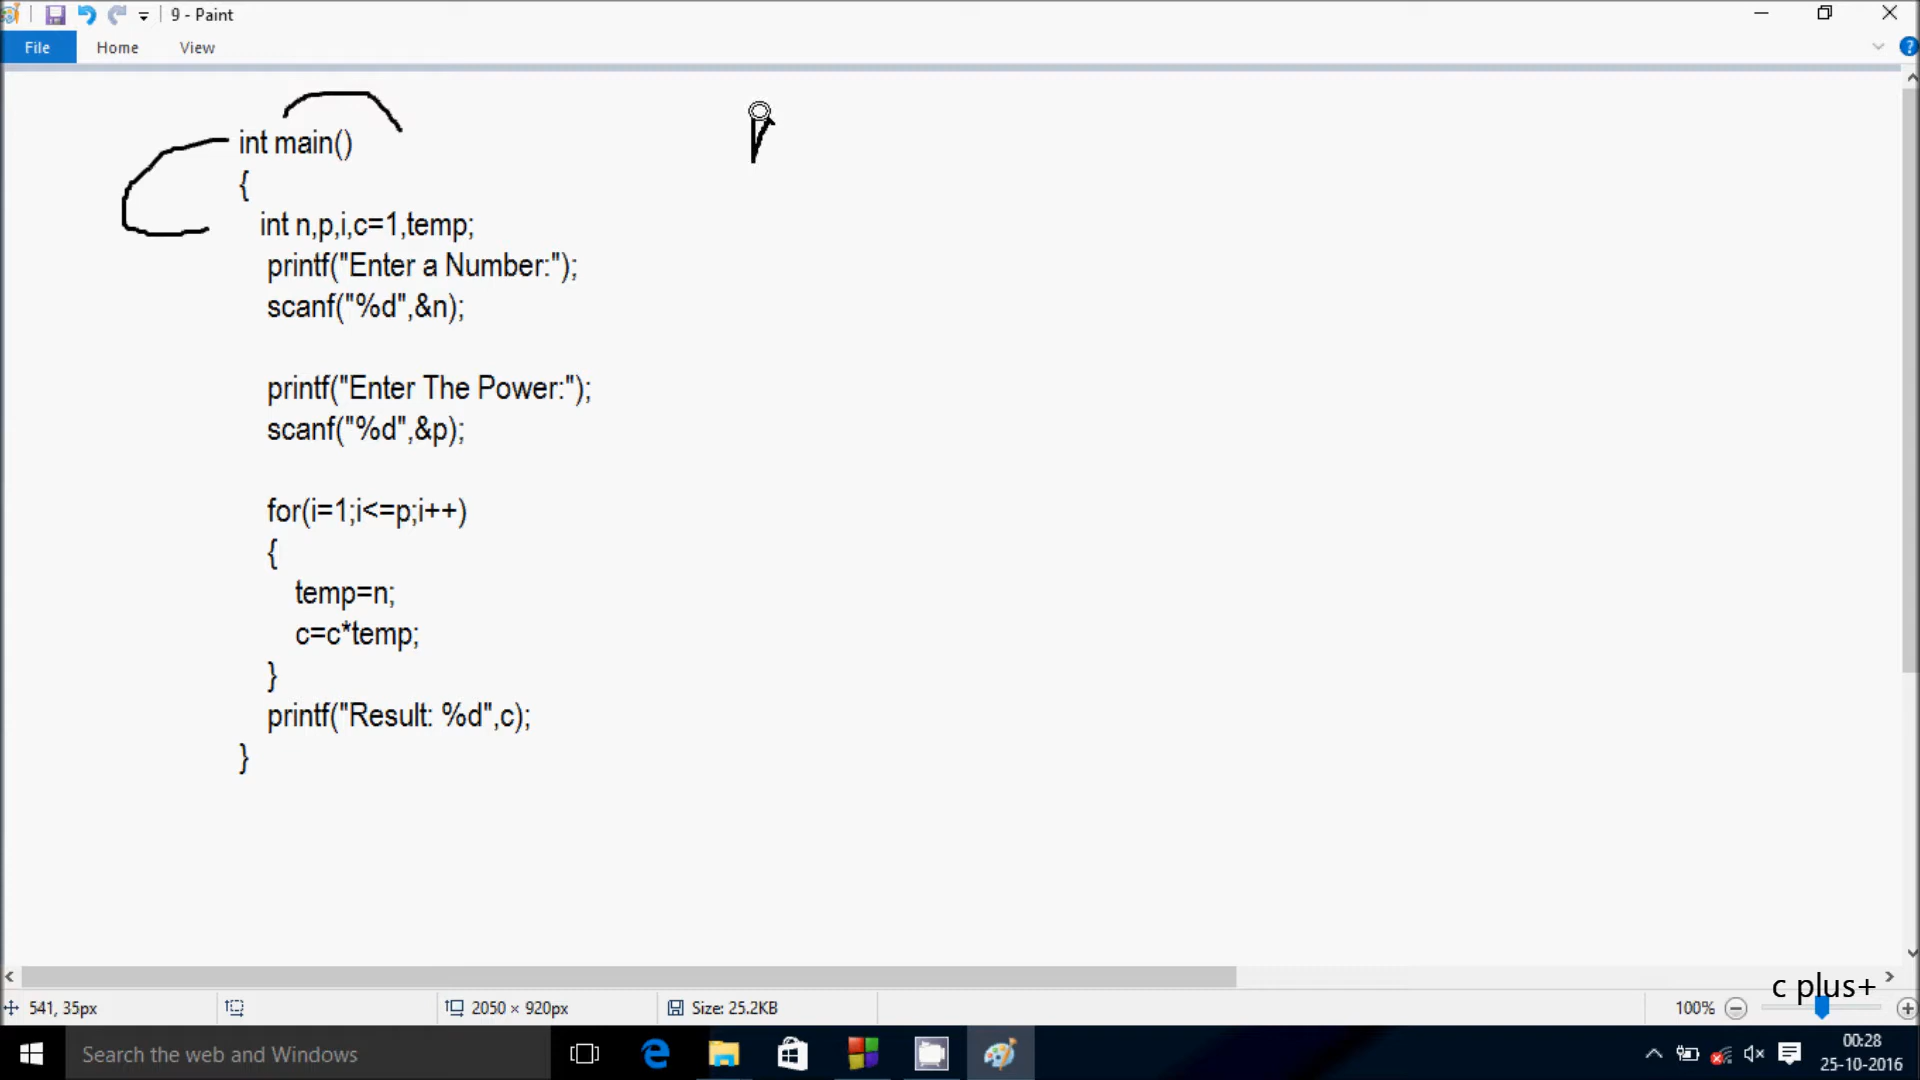 9 - Paint
File Home View
int main()
{
int n,p,i,c=1,temp;
printf("Enter a Number:");
scanf("%d",&n);
printf("Enter The Power:");
scanf("%d",&p);
for(i=1;i<=p;i++)
{
temp=n;
c=c*temp;
}
printf("Result: %d",c);
}
c plus+
541, 35px 2050 × 920px Size: 25.2KB 100%
Search the web and Windows
00:28
25-10-2016